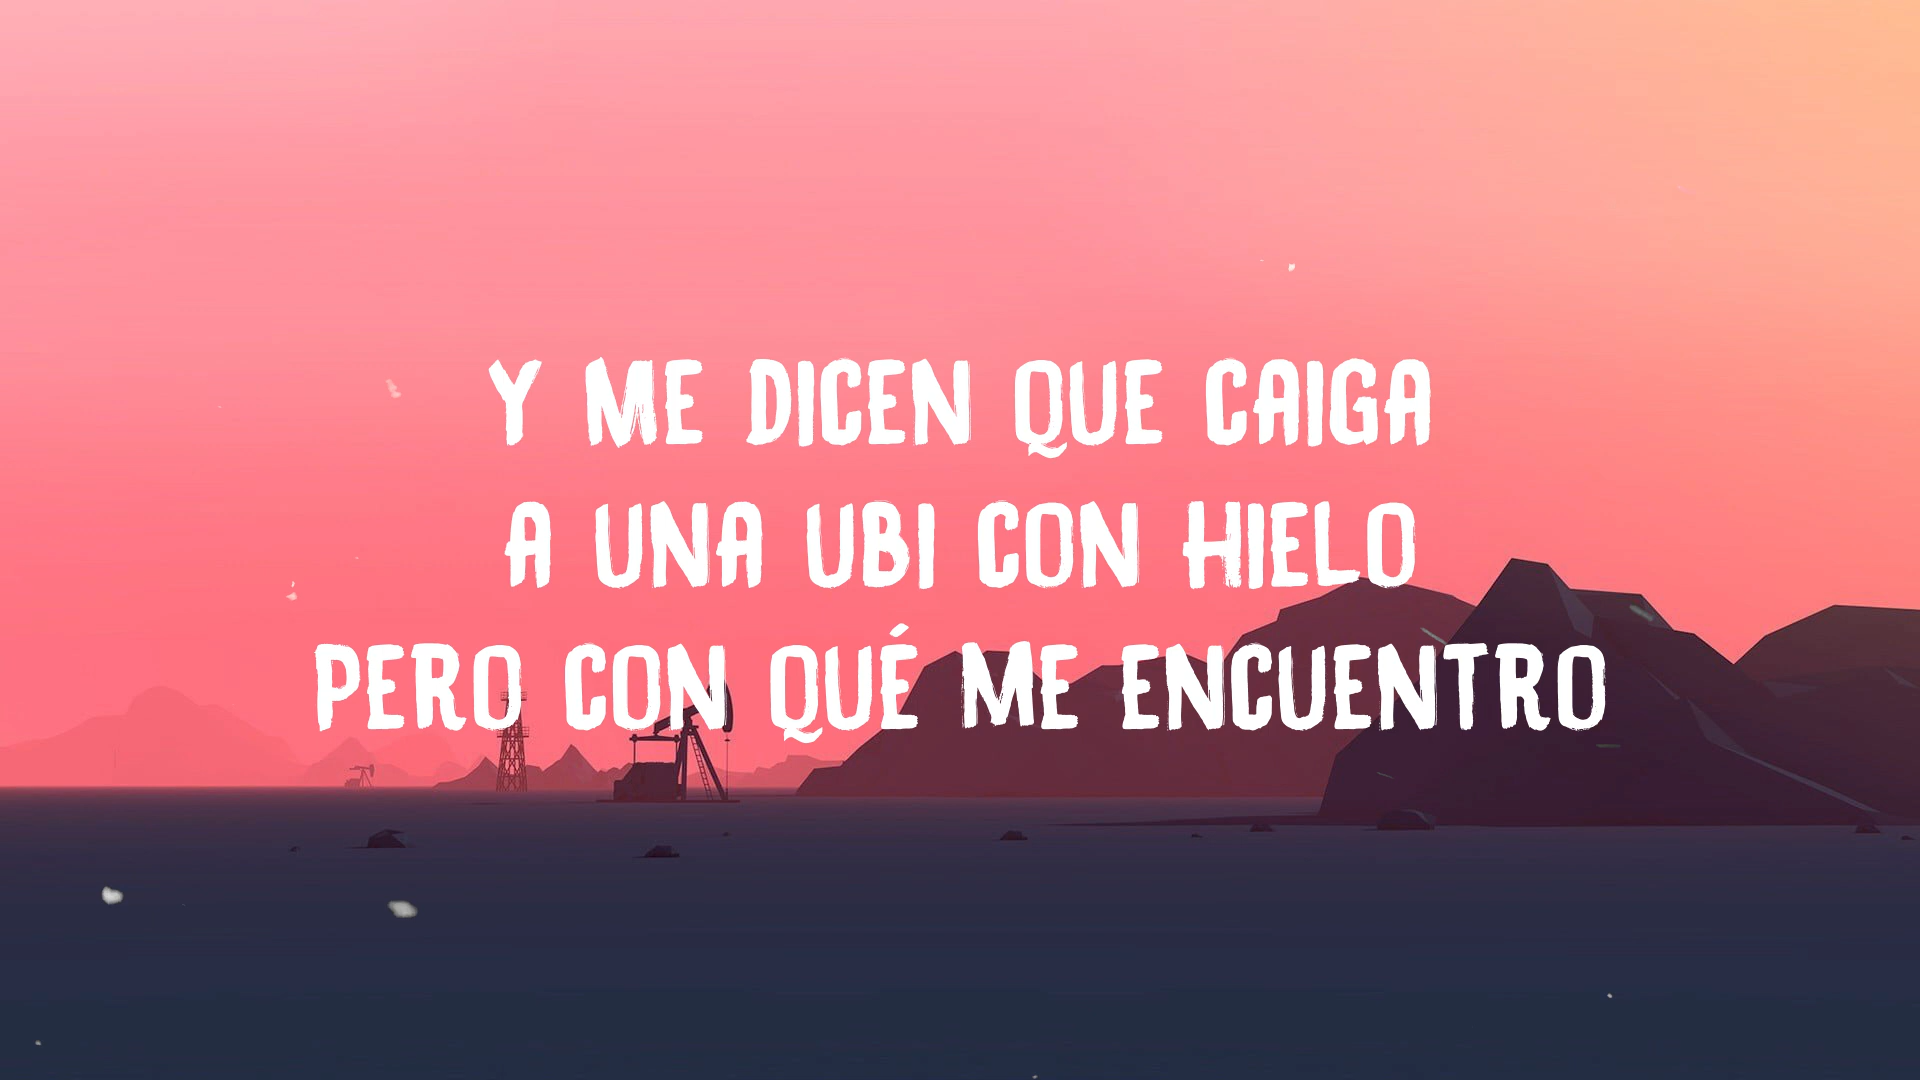 Y ME DICEN QUE CAIGA
A UNA UBI CON HIELO
PERO CON QUÉ ME ENCUENTRO